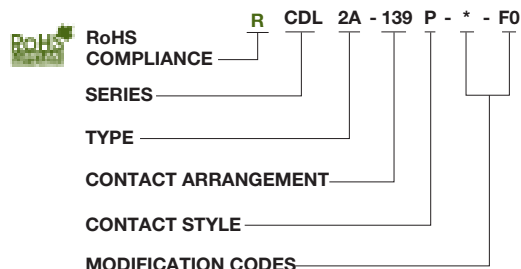 R CDL 2A - 139 P - * - F0
RoHS
RoHS
COMPLIANCE
SERIES
TYPE
CONTACT ARRANGEMENT
CONTACT STYLE
MODIFICATION CODES